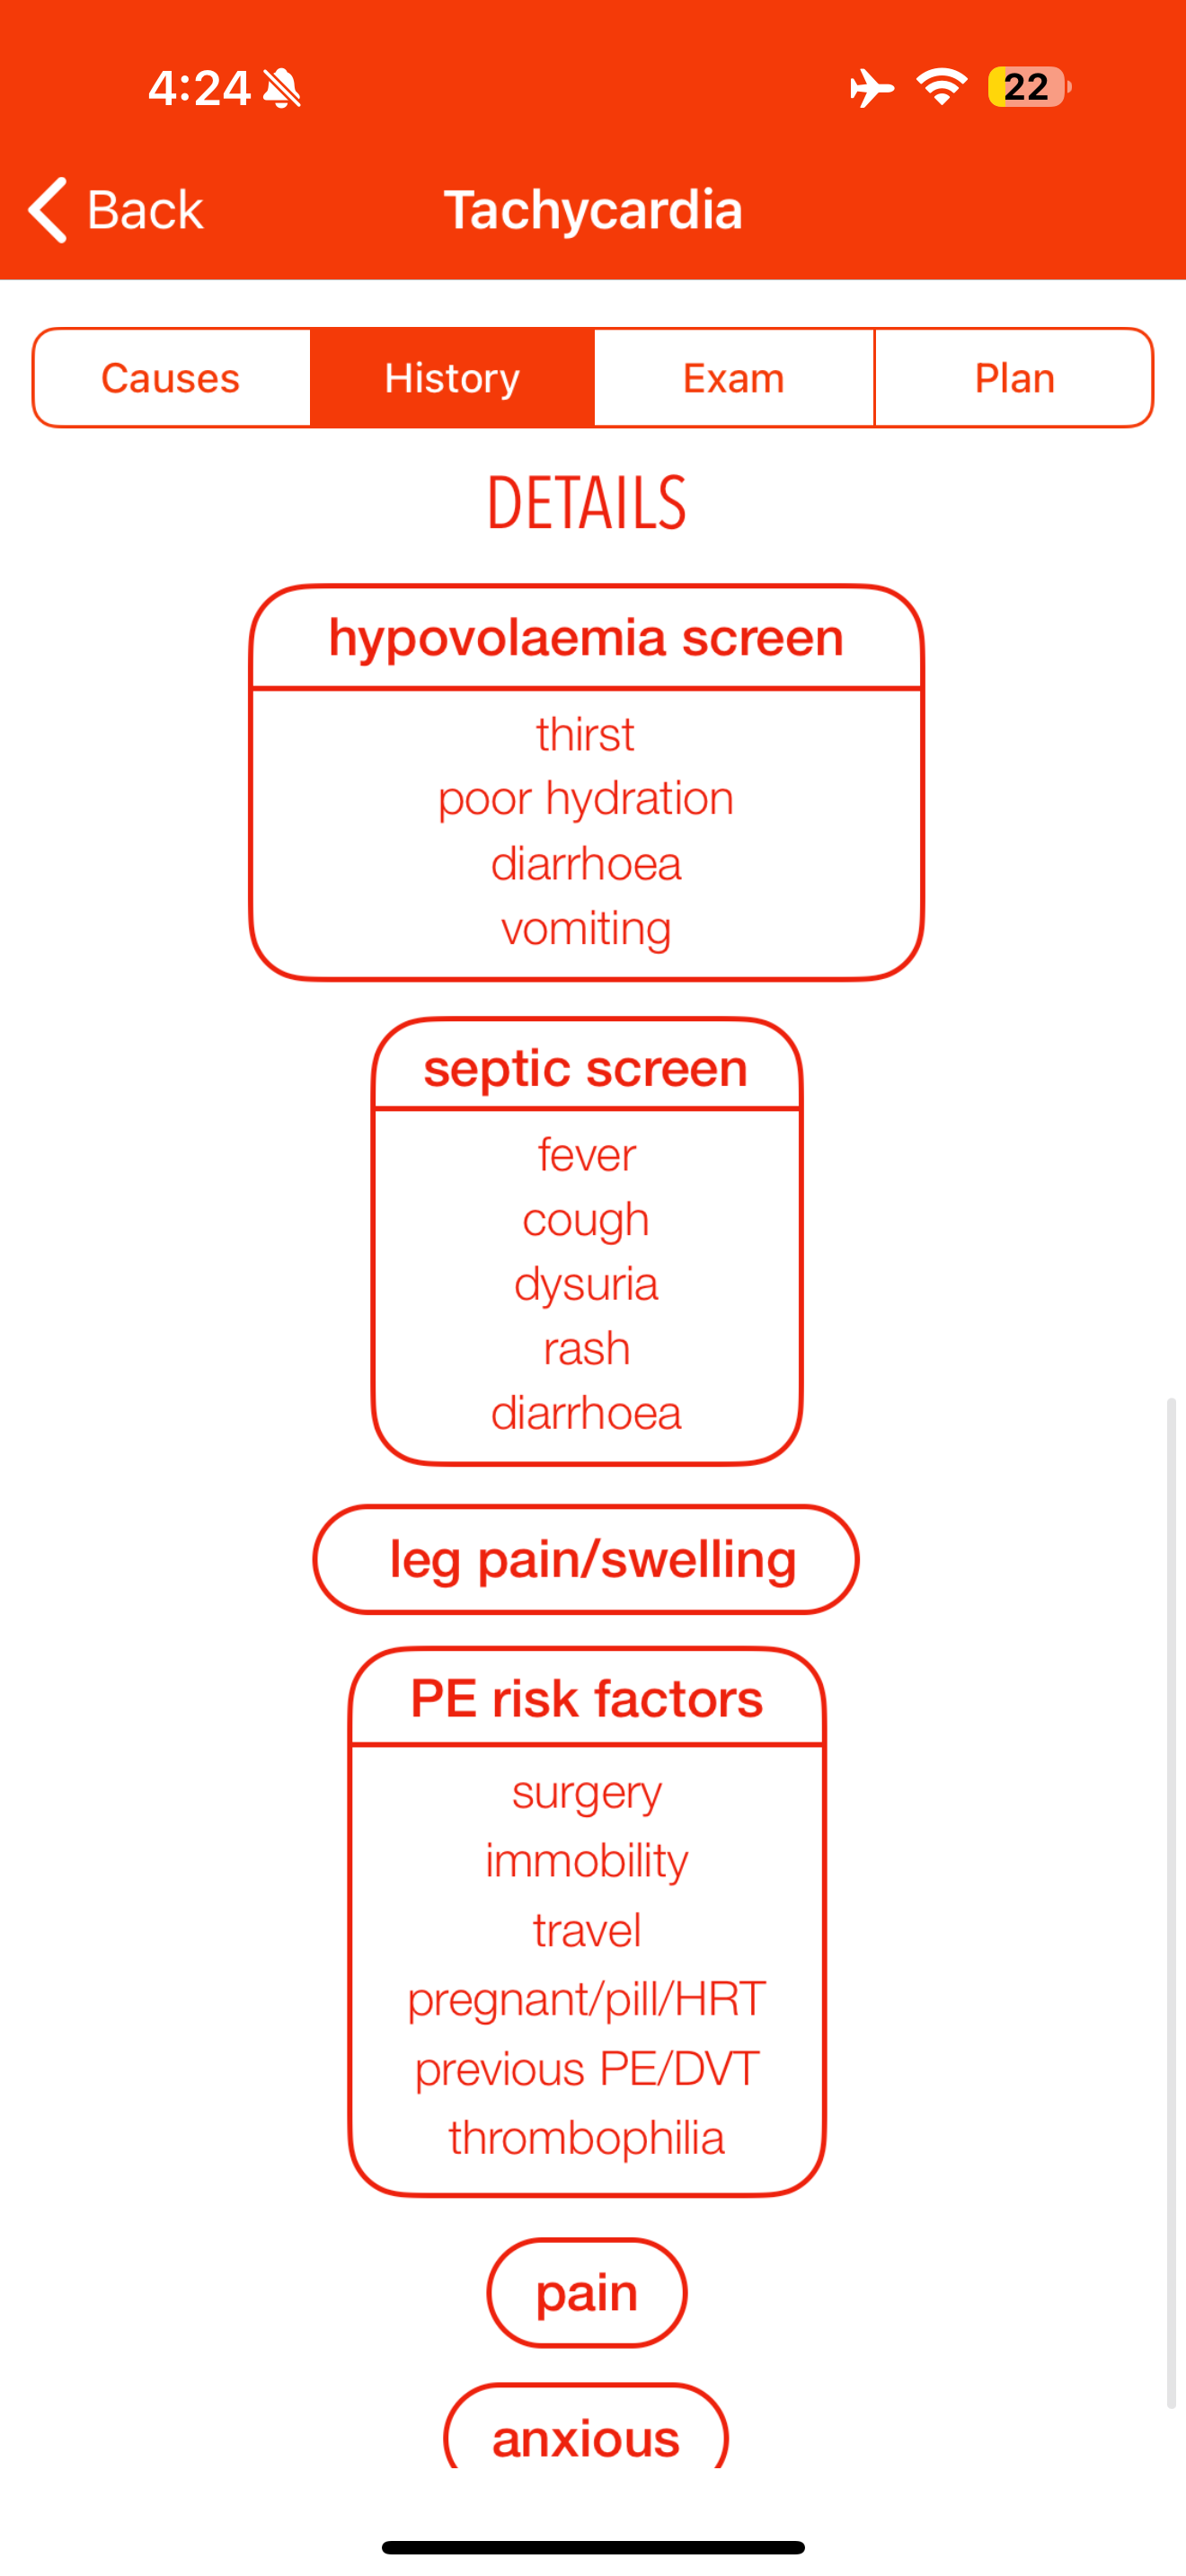 4:24
22
Back
Tachycardia
Causes
History
Exam
Plan
DETAILS
hypovolaemia screen
thirst
poor hydration
diarrhoea
vomiting
septic screen
fever
cough
dysuria
rash
diarrhoea
leg pain/swelling
PE risk factors
surgery
immobility
travel
pregnant/pill/HRT
previous PE/DVT
thrombophilia
pain
anxious